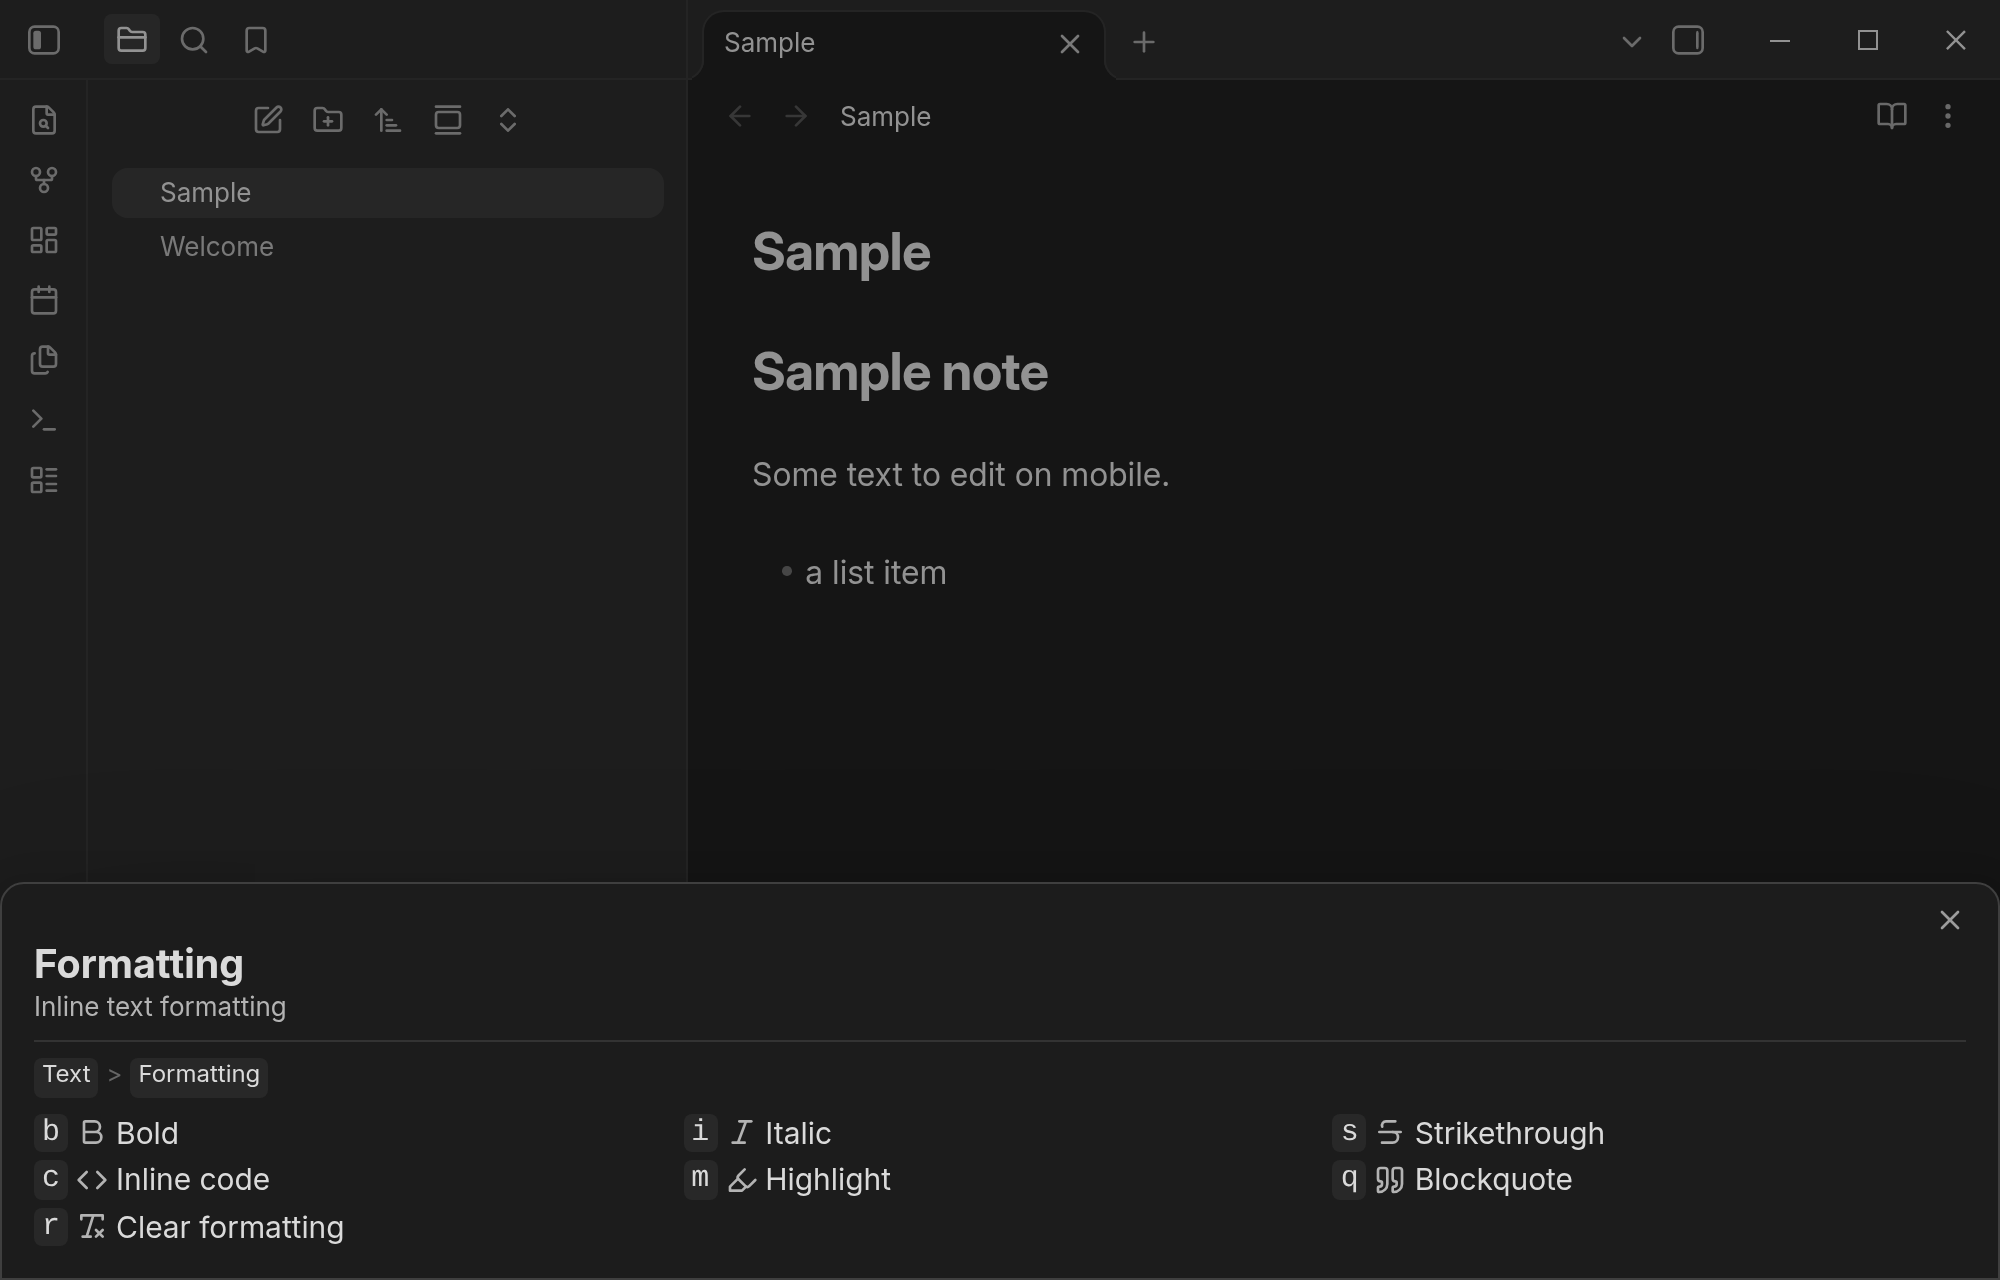 Sample
Sample
Sample
Welcome
Sample
Sample note
Some text to edit on mobile.
• a list item
Formatting
Inline text formatting
Text > Formatting
b Bold i Italic s Strikethrough
c Inline code m Highlight q Blockquote
r Clear formatting